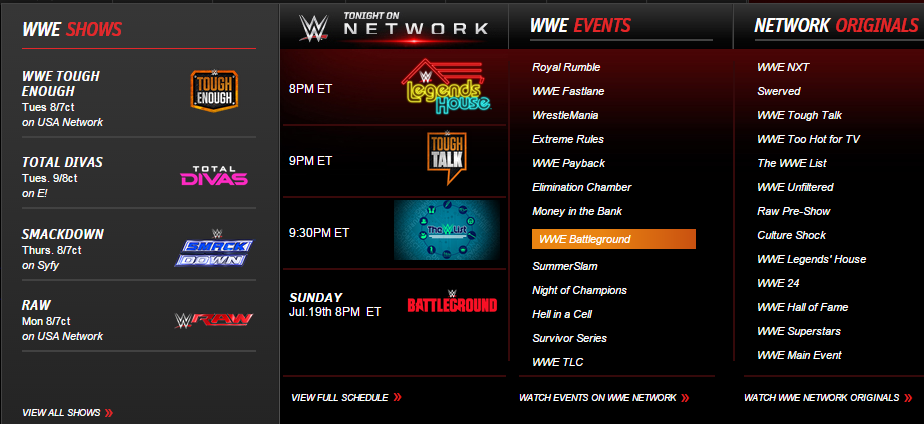 WWE SHOWS
WWE TOUGH
ENOUGH
Tues 8/7ct
on USA Network
TOUGH
ENOUGH
TOTAL DIVAS
Tues. 9/8ct
on E!
TOTAL
DIVAS
SMACKDOWN
Thurs. 8/7ct
on Syfy
SMACK
DOWN
RAW
Mon 8/7ct
on USA Network
W RAW
VIEW ALL SHOWS »
W TONIGHT ON
NETWORK
8PM ET
W
Legends
House
9PM ET
TOUGH
TALK
9:30PM ET
The W List
SUNDAY
Jul.19th 8PM ET
W
BATTLEGROUND
VIEW FULL SCHEDULE »
WWE EVENTS
Royal Rumble
WWE Fastlane
WrestleMania
Extreme Rules
WWE Payback
Elimination Chamber
Money in the Bank
WWE Battleground
SummerSlam
Night of Champions
Hell in a Cell
Survivor Series
WWE TLC
WATCH EVENTS ON WWE NETWORK »
NETWORK ORIGINALS
WWE NXT
Swerved
WWE Tough Talk
WWE Too Hot for TV
The WWE List
WWE Unfiltered
Raw Pre-Show
Culture Shock
WWE Legends' House
WWE 24
WWE Hall of Fame
WWE Superstars
WWE Main Event
WATCH WWE NETWORK ORIGINALS »